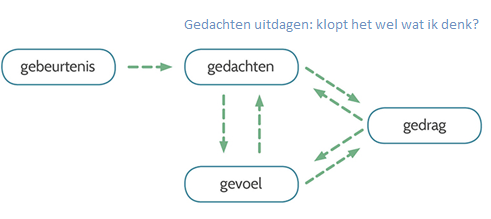 Gedachten uitdagen: klopt het wel wat ik denk?
gebeurtenis
gedachten
gedrag
gevoel